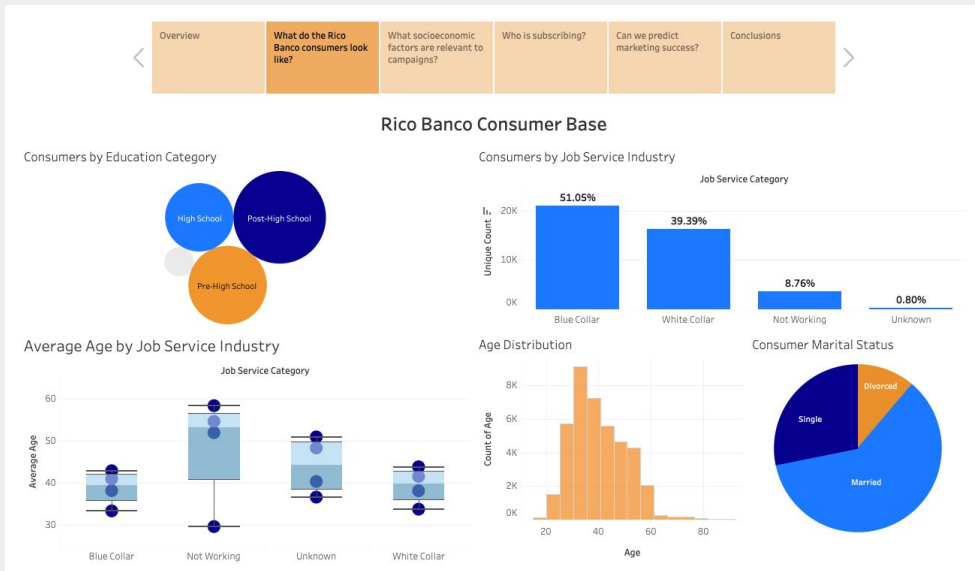 Overview
What do the Rico
Banco consumers look
like?
What socioeconomic
factors are relevant to
campaigns?
Who is subscribing?
Can we predict
marketing success?
Conclusions
Rico Banco Consumer Base
Consumers by Education Category
High School
Post-High School
Pre-High School
Consumers by Job Service Industry
Job Service Category
Unique Count
20K
10K
0K
51.05%
39.39%
8.76%
0.80%
Blue Collar
White Collar
Not Working
Unknown
Average Age by Job Service Industry
Job Service Category
Average Age
60
50
40
30
Blue Collar
Not Working
Unknown
White Collar
Age Distribution
Count of Age
8K
6K
4K
2K
0K
20
40
60
80
Age
Consumer Marital Status
Divorced
Single
Married